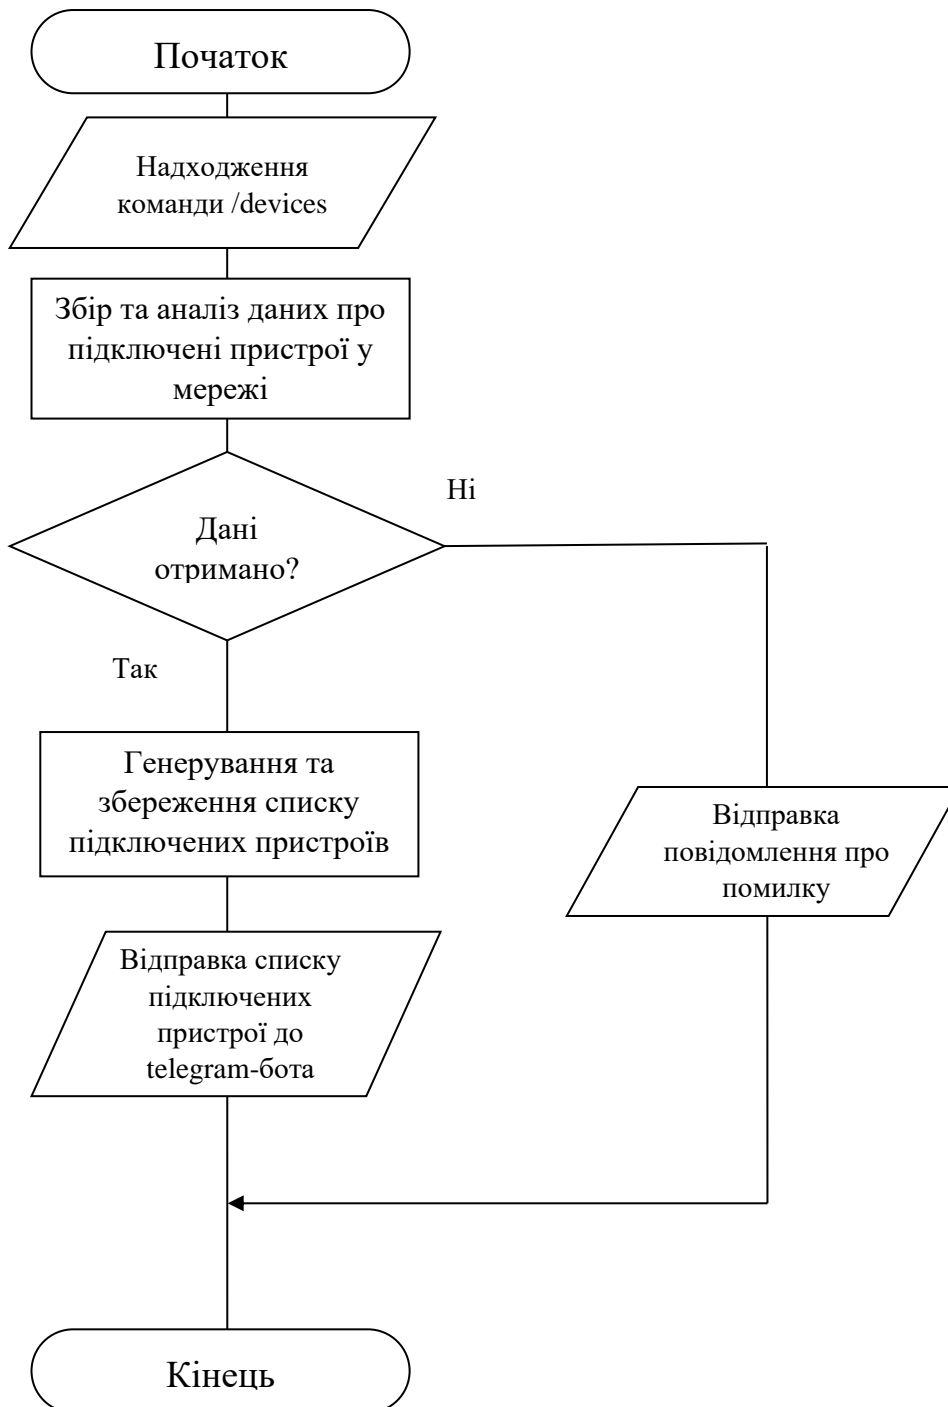 Початок
Надходження
команди /devices
Збір та аналіз даних про
підключені пристрої у
мережі
Ні
Дані
отримано?
Так
Генерування та
збереження списку
підключених пристроїв
Відправка
повідомлення про
помилку
Відправка списку
підключених
пристрої до
telegram-бота
Кінець